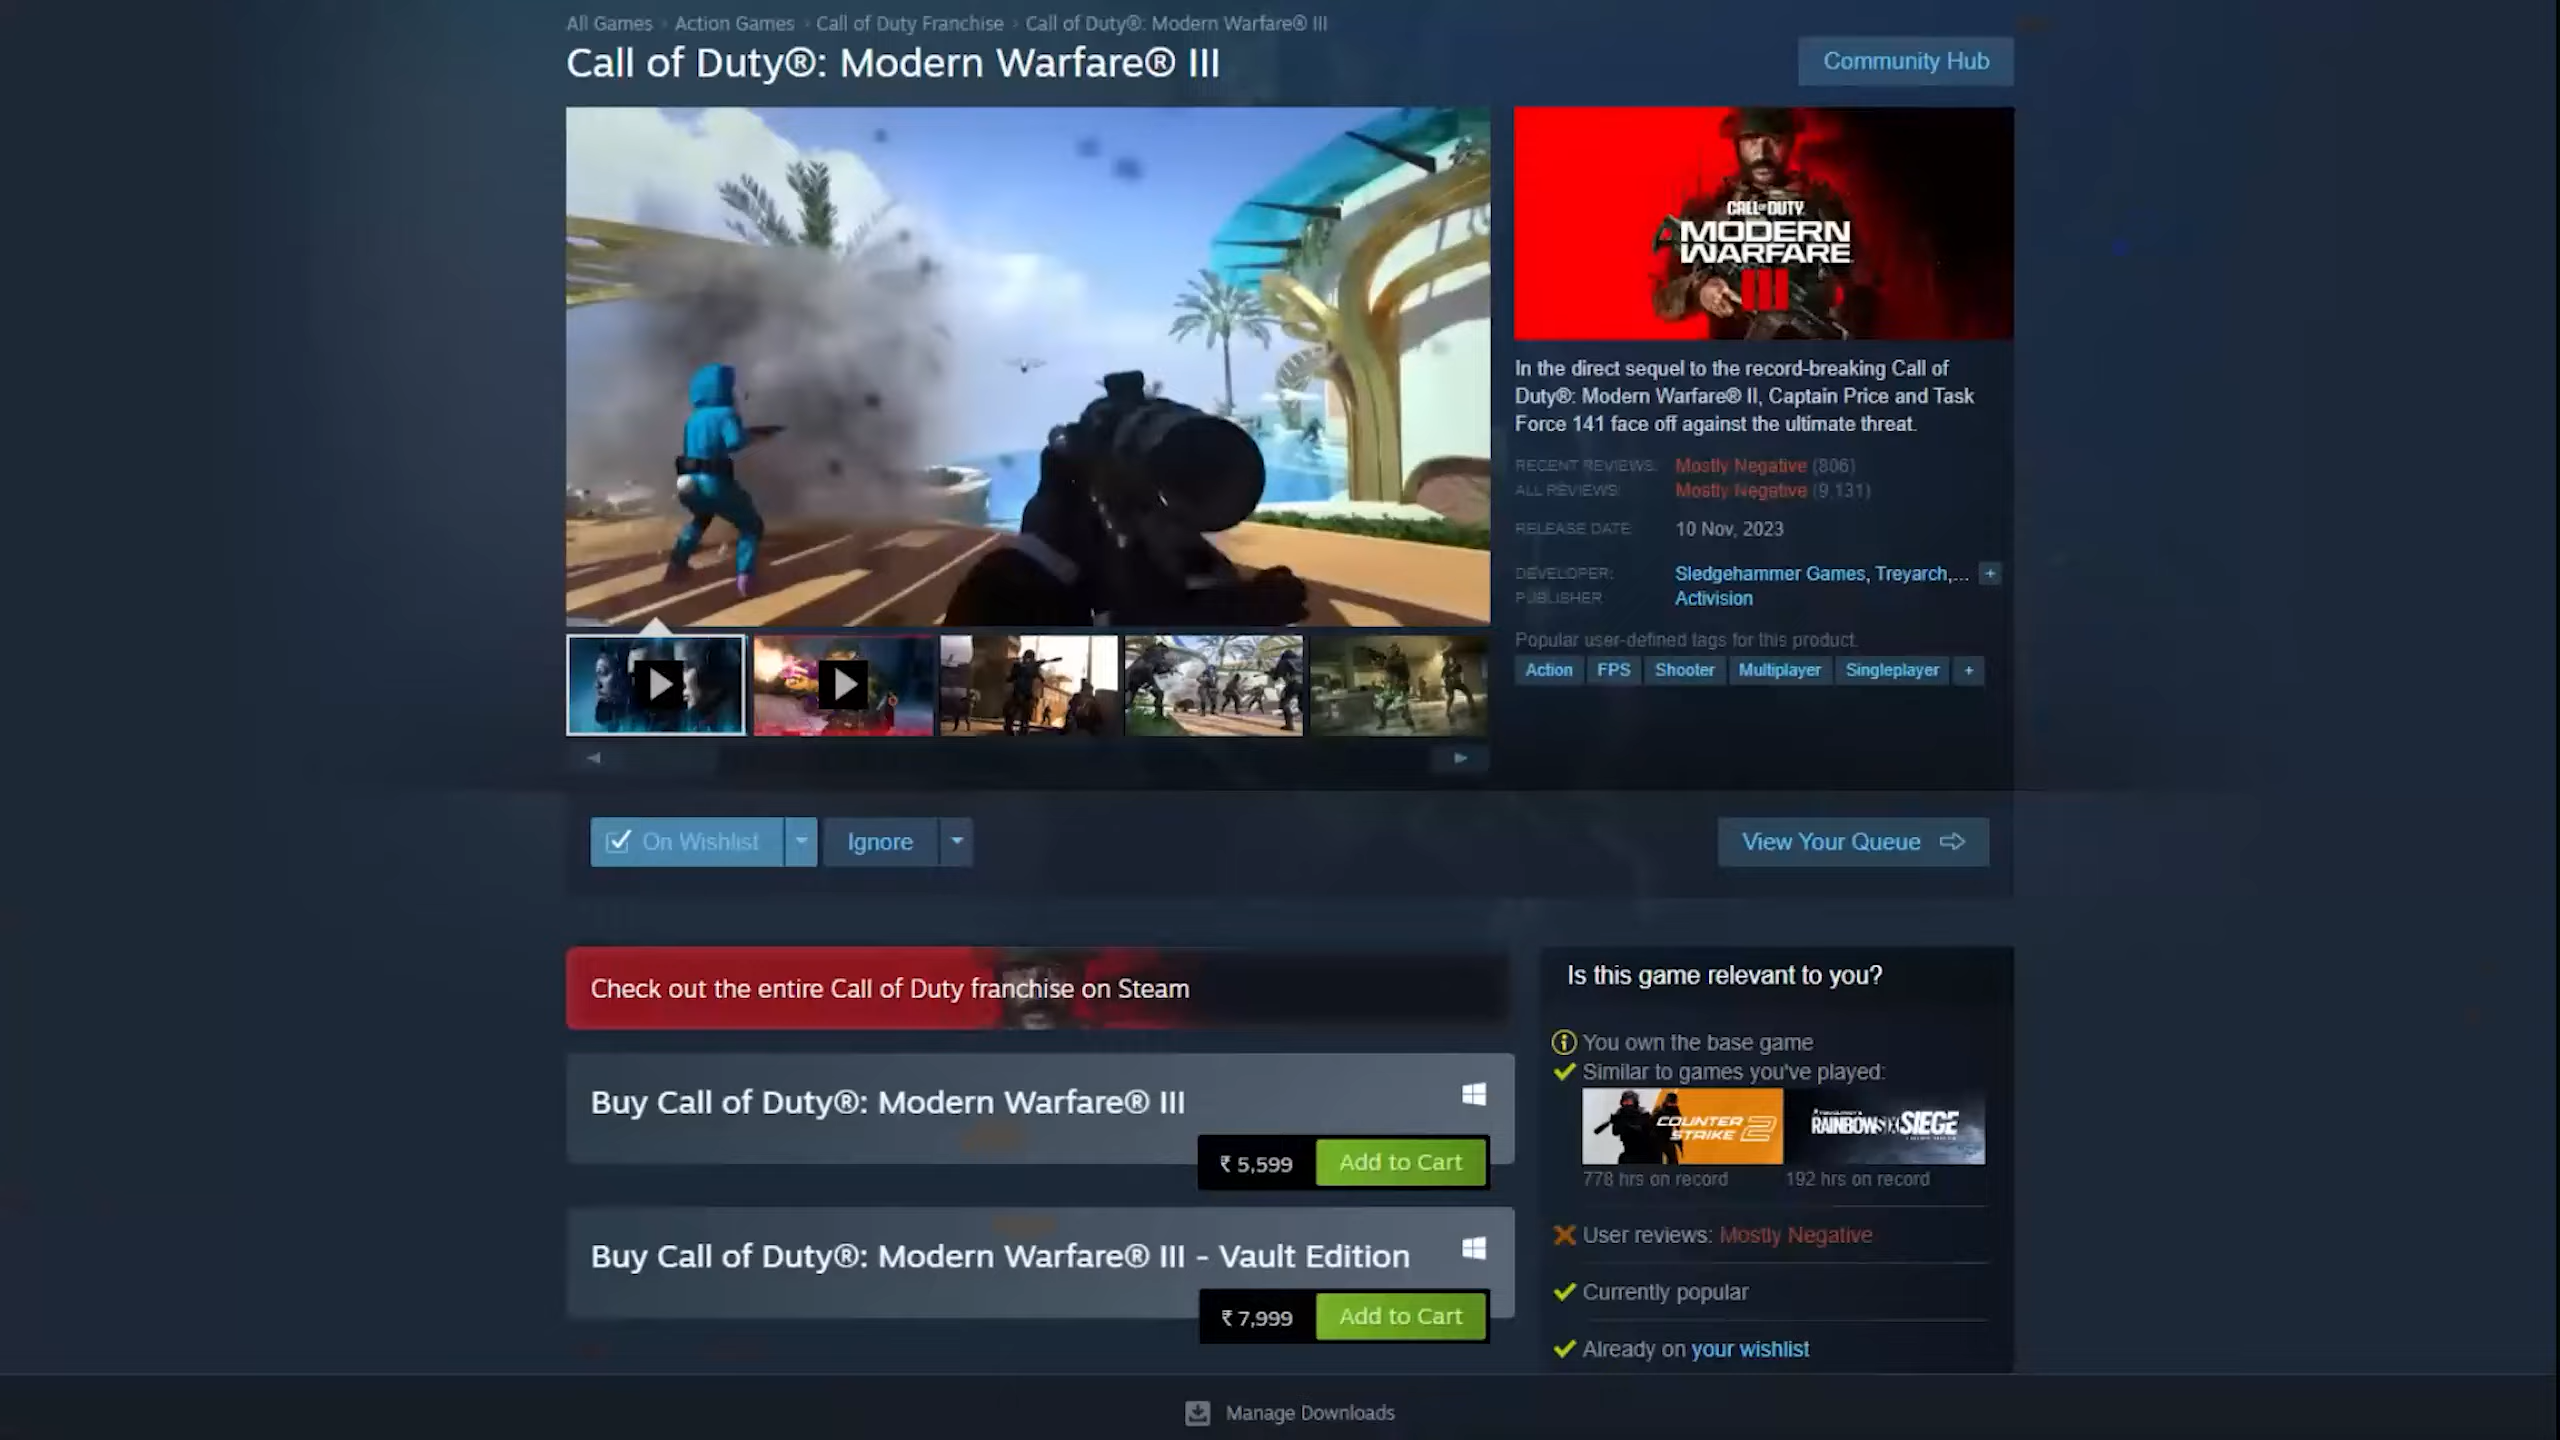 All Games › Action Games › Call of Duty Franchise › Call of Duty®: Modern Warfare® III
Call of Duty®: Modern Warfare® III
Community Hub
CALL OF DUTY
MODERN
WARFARE
III
In the direct sequel to the record-breaking Call of
Duty®: Modern Warfare® II, Captain Price and Task
Force 141 face off against the ultimate threat.
RECENT REVIEWS: Mostly Negative (806)
ALL REVIEWS: Mostly Negative (9,131)
RELEASE DATE: 10 Nov, 2023
DEVELOPER: Sledgehammer Games, Treyarch,... +
PUBLISHER: Activision
Popular user-defined tags for this product:
Action FPS Shooter Multiplayer Singleplayer +
On Wishlist Ignore View Your Queue
Check out the entire Call of Duty franchise on Steam
Buy Call of Duty®: Modern Warfare® III
₹ 5,599 Add to Cart
Buy Call of Duty®: Modern Warfare® III - Vault Edition
₹ 7,999 Add to Cart
Is this game relevant to you?
You own the base game
Similar to games you've played:
COUNTER
STRIKE 2
RAINBOW SIX SIEGE
778 hrs on record 192 hrs on record
User reviews: Mostly Negative
Currently popular
Already on your wishlist
Manage Downloads